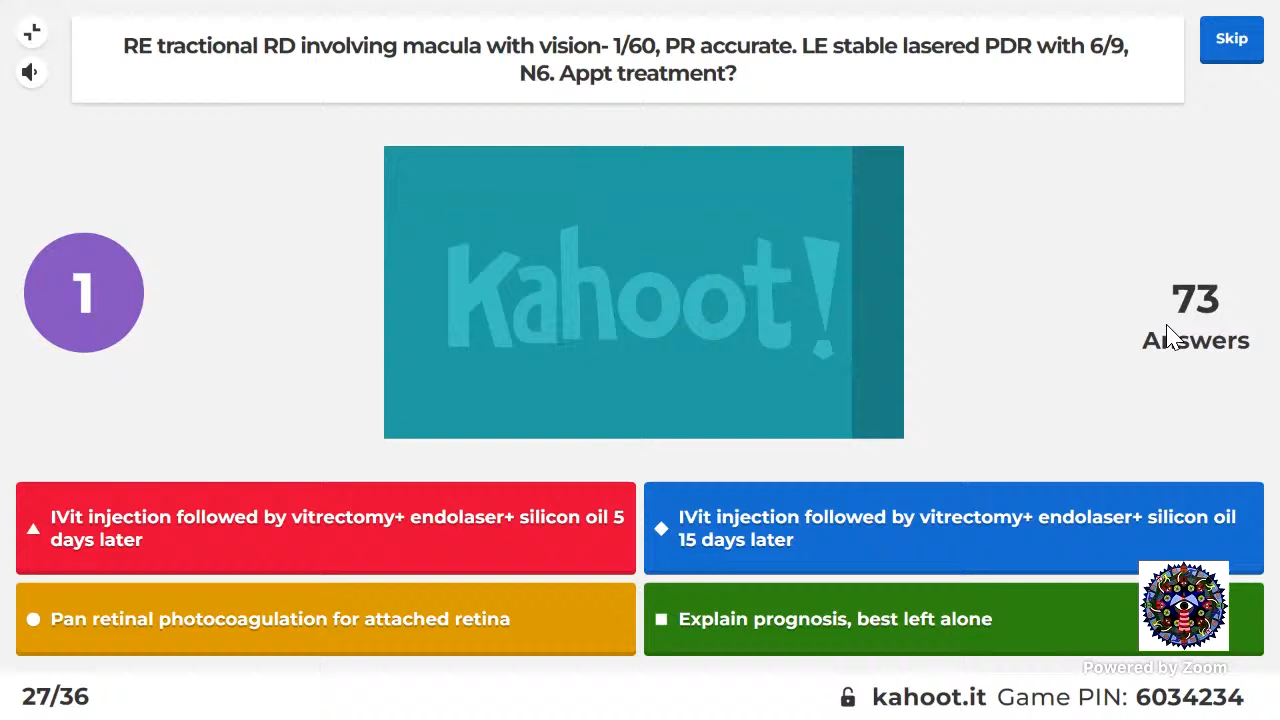 RE tractional RD involving macula with vision- 1/60, PR accurate. LE stable lasered PDR with 6/9,
N6. Appt treatment?
Skip
Kahoot!
1
73
Answers
IVit injection followed by vitrectomy+ endolaser+ silicon oil 5
days later
IVit injection followed by vitrectomy+ endolaser+ silicon oil
15 days later
Pan retinal photocoagulation for attached retina
Explain prognosis, best left alone
Powered by Zoom
27/36
kahoot.it Game PIN: 6034234